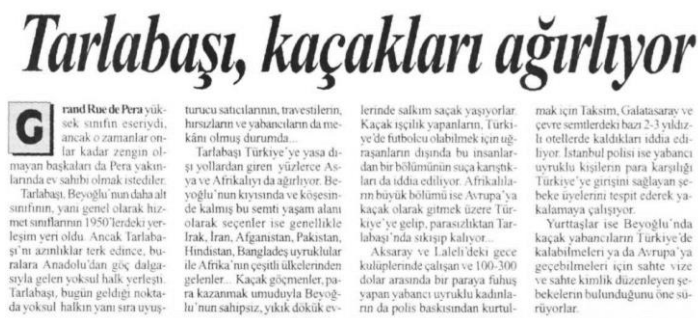 Tarlabaşı, kaçakları ağırlıyor
Grand Rue de Pera yük-
sek sınıfın eseriydi,
ancak o zamanlar on-
lar kadar zengin ol-
mayan başkaları da Pera yakın-
larında ev sahibi olmak istediler.
Tarlabaşı, Beyoğlu'nun daha alt
sınıfının, yani genel olarak hiz-
met sınıflarının 1950'lerdeki yer-
leşim yeri oldu. Ancak Tarlaba-
şı'nı azınlıklar terk edince, bu-
ralara Anadolu'dan göç dalga-
sıyla gelen yoksul halk yerleşti.
Tarlabaşı, bugün geldiği nokta-
da yoksul halkın yanı sıra uyuş-
turucu satıcılarının, travestilerin,
hırsızların ve yabancıların da me-
kânı olmuş durumda...
Tarlabaşı Türkiye'ye yasa dı-
şı yollardan giren yüzlerce As-
ya ve Afrikalıyı da ağırlıyor. Be-
yoğlu'nun kıyısında ve köşesin-
de kalmış bu semti yaşam alanı
olarak seçenler ise genellikle
Irak, İran, Afganistan, Pakistan,
Hindistan, Bangladeş uyruklular
ile Afrika'nın çeşitli ülkelerinden
gelenler... Kaçak göçmenler, pa-
ra kazanmak umuduyla Beyoğ-
lu'nun sahipsiz, yıkık dökük ev-
lerinde salkım saçak yaşıyorlar.
Kaçak işçilik yapanların, Türki-
ye'de futbolcu olabilmek için uğ-
raşanların dışında bu insanlar-
dan bir bölümünün suça karıştık-
ları da iddia ediliyor. Afrikalıla-
rın büyük bölümü ise Avrupa'ya
kaçak olarak gitmek üzere Tür-
kiye'ye gelip, parasızlıktan Tar-
labaşı'nda sıkışıp kalıyor...
Aksaray ve Laleli'deki gece
kulüplerinde çalışan ve 100-300
dolar arasında bir paraya fuhuş
yapan yabancı uyruklu kadınla-
rın da polis baskısından kurtul-
mak için Taksim, Galatasaray ve
çevre semtlerdeki bazı 2-3 yıldız-
lı otellerde kaldıkları iddia edi-
liyor. İstanbul polisi ise yabancı
uyruklu kişilerin para karşılığı
Türkiye'ye girişini sağlayan şe-
beke üyelerini tespit ederek ya-
kalamaya çalışıyor.
Yurttaşlar ise Beyoğlu'nda
kaçak yabancıların Türkiye'de
kalabilmeleri ya da Avrupa'ya
geçebilmeleri için sahte vize
ve sahte kimlik düzenleyen şe-
bekelerin bulunduğunu öne sü-
rüyorlar.